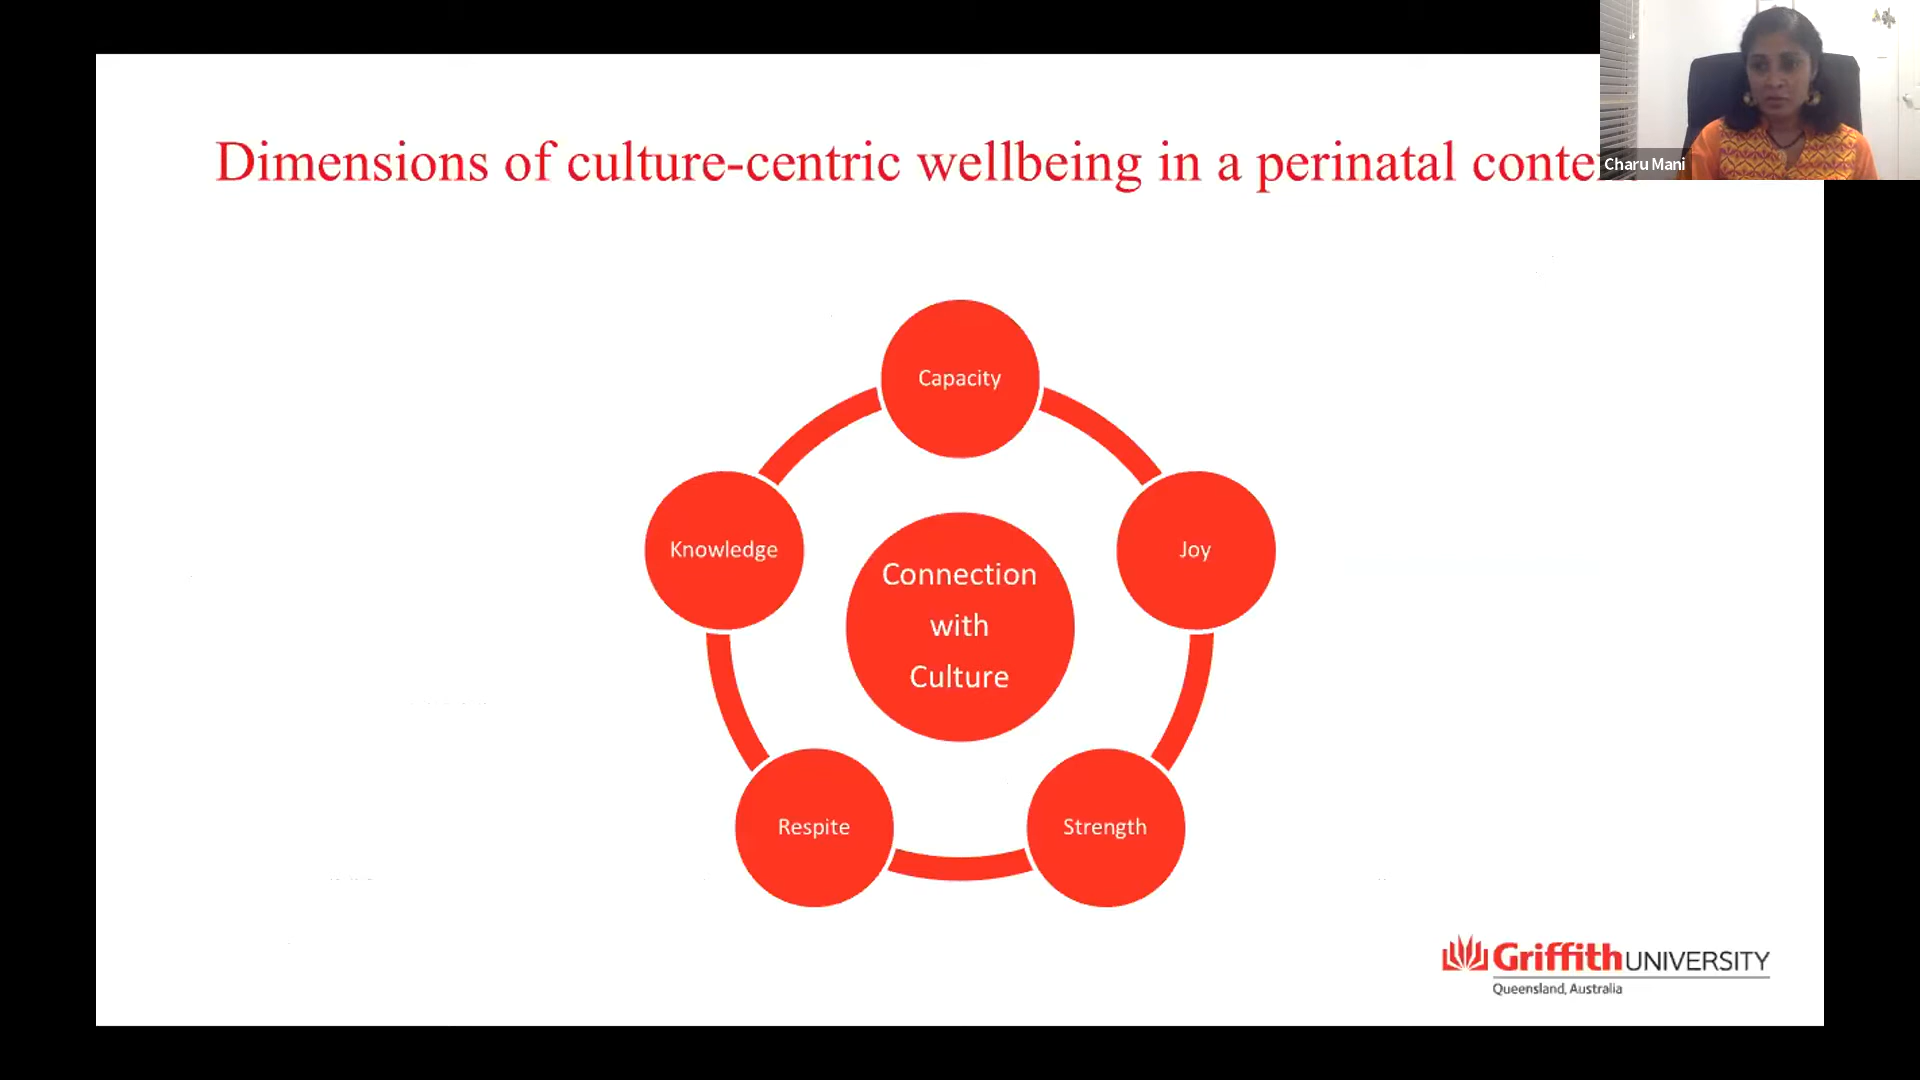 Dimensions of culture-centric wellbeing in a perinatal conte
Charu Mani
Capacity
Knowledge
Joy
Connection
with
Culture
Respite
Strength
Griffith UNIVERSITY
Queensland, Australia